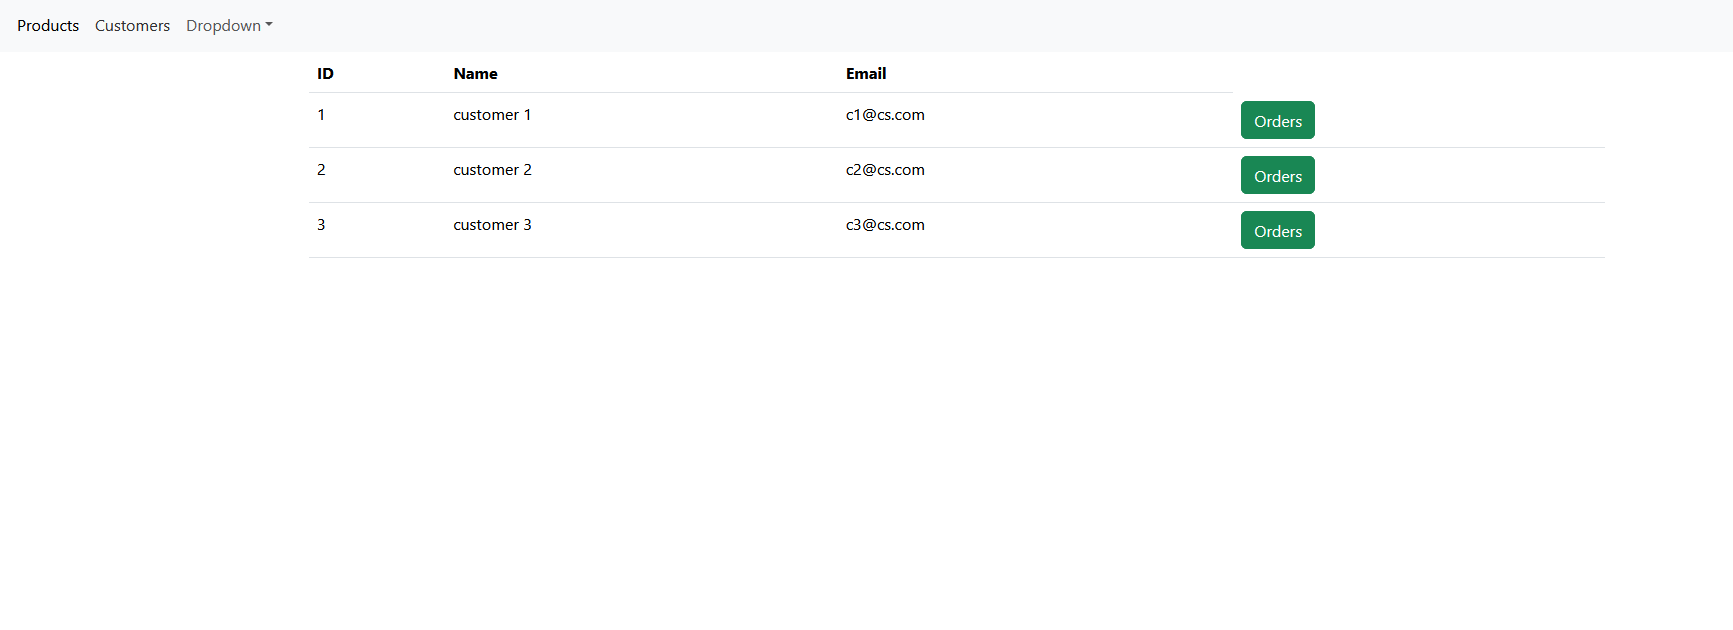 Products Customers Dropdown
ID Name Email
1 customer 1 c1@cs.com Orders
2 customer 2 c2@cs.com Orders
3 customer 3 c3@cs.com Orders